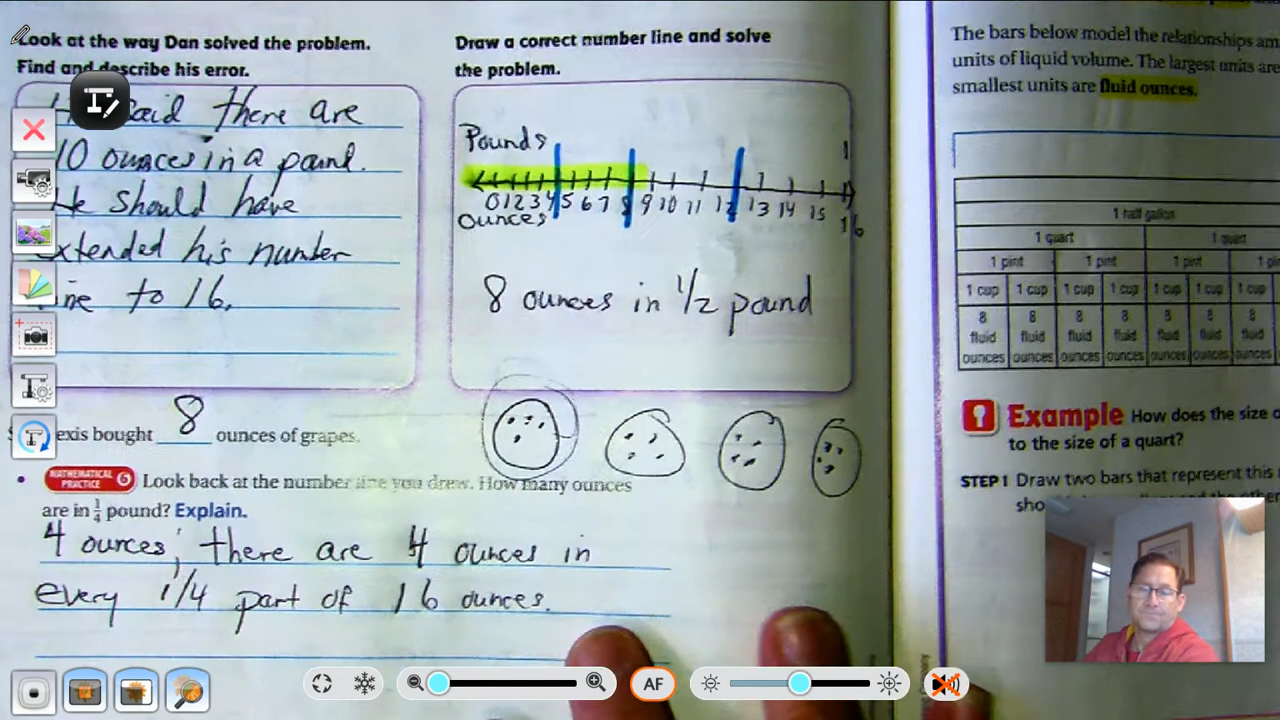 Look at the way Dan solved the problem.
Find and describe his error.
said there are
10 ounces in a pound.
He should have
xtended his number
ine to 16.
Draw a correct number line and solve
the problem.
Pounds
1
0 1 2 3 4 5 6 7 8 9 10 11 12 13 14 15 16
ounces
8 ounces in 1/2 pound
exis bought 8 ounces of grapes.
MATHEMATICAL PRACTICE 6 Look back at the number line you drew. How many ounces
are in 1/4 pound? Explain.
4 ounces; there are 4 ounces in
every 1/4 part of 16 ounces.
The bars below model the relationships am
units of liquid volume. The largest units are
smallest units are fluid ounces.
1 half gallon
1 quart 1 quart
1 pint 1 pint 1 pint 1 pi
1 cup 1 cup 1 cup 1 cup 1 cup 1 cup 1 cup
8 8 8 8 8 8 8
fluid fluid fluid fluid fluid fluid fluid
ounces ounces ounces ounces ounces ounces ounces
Example How does the size o
to the size of a quart?
STEP 1 Draw two bars that represent this
sho
AF